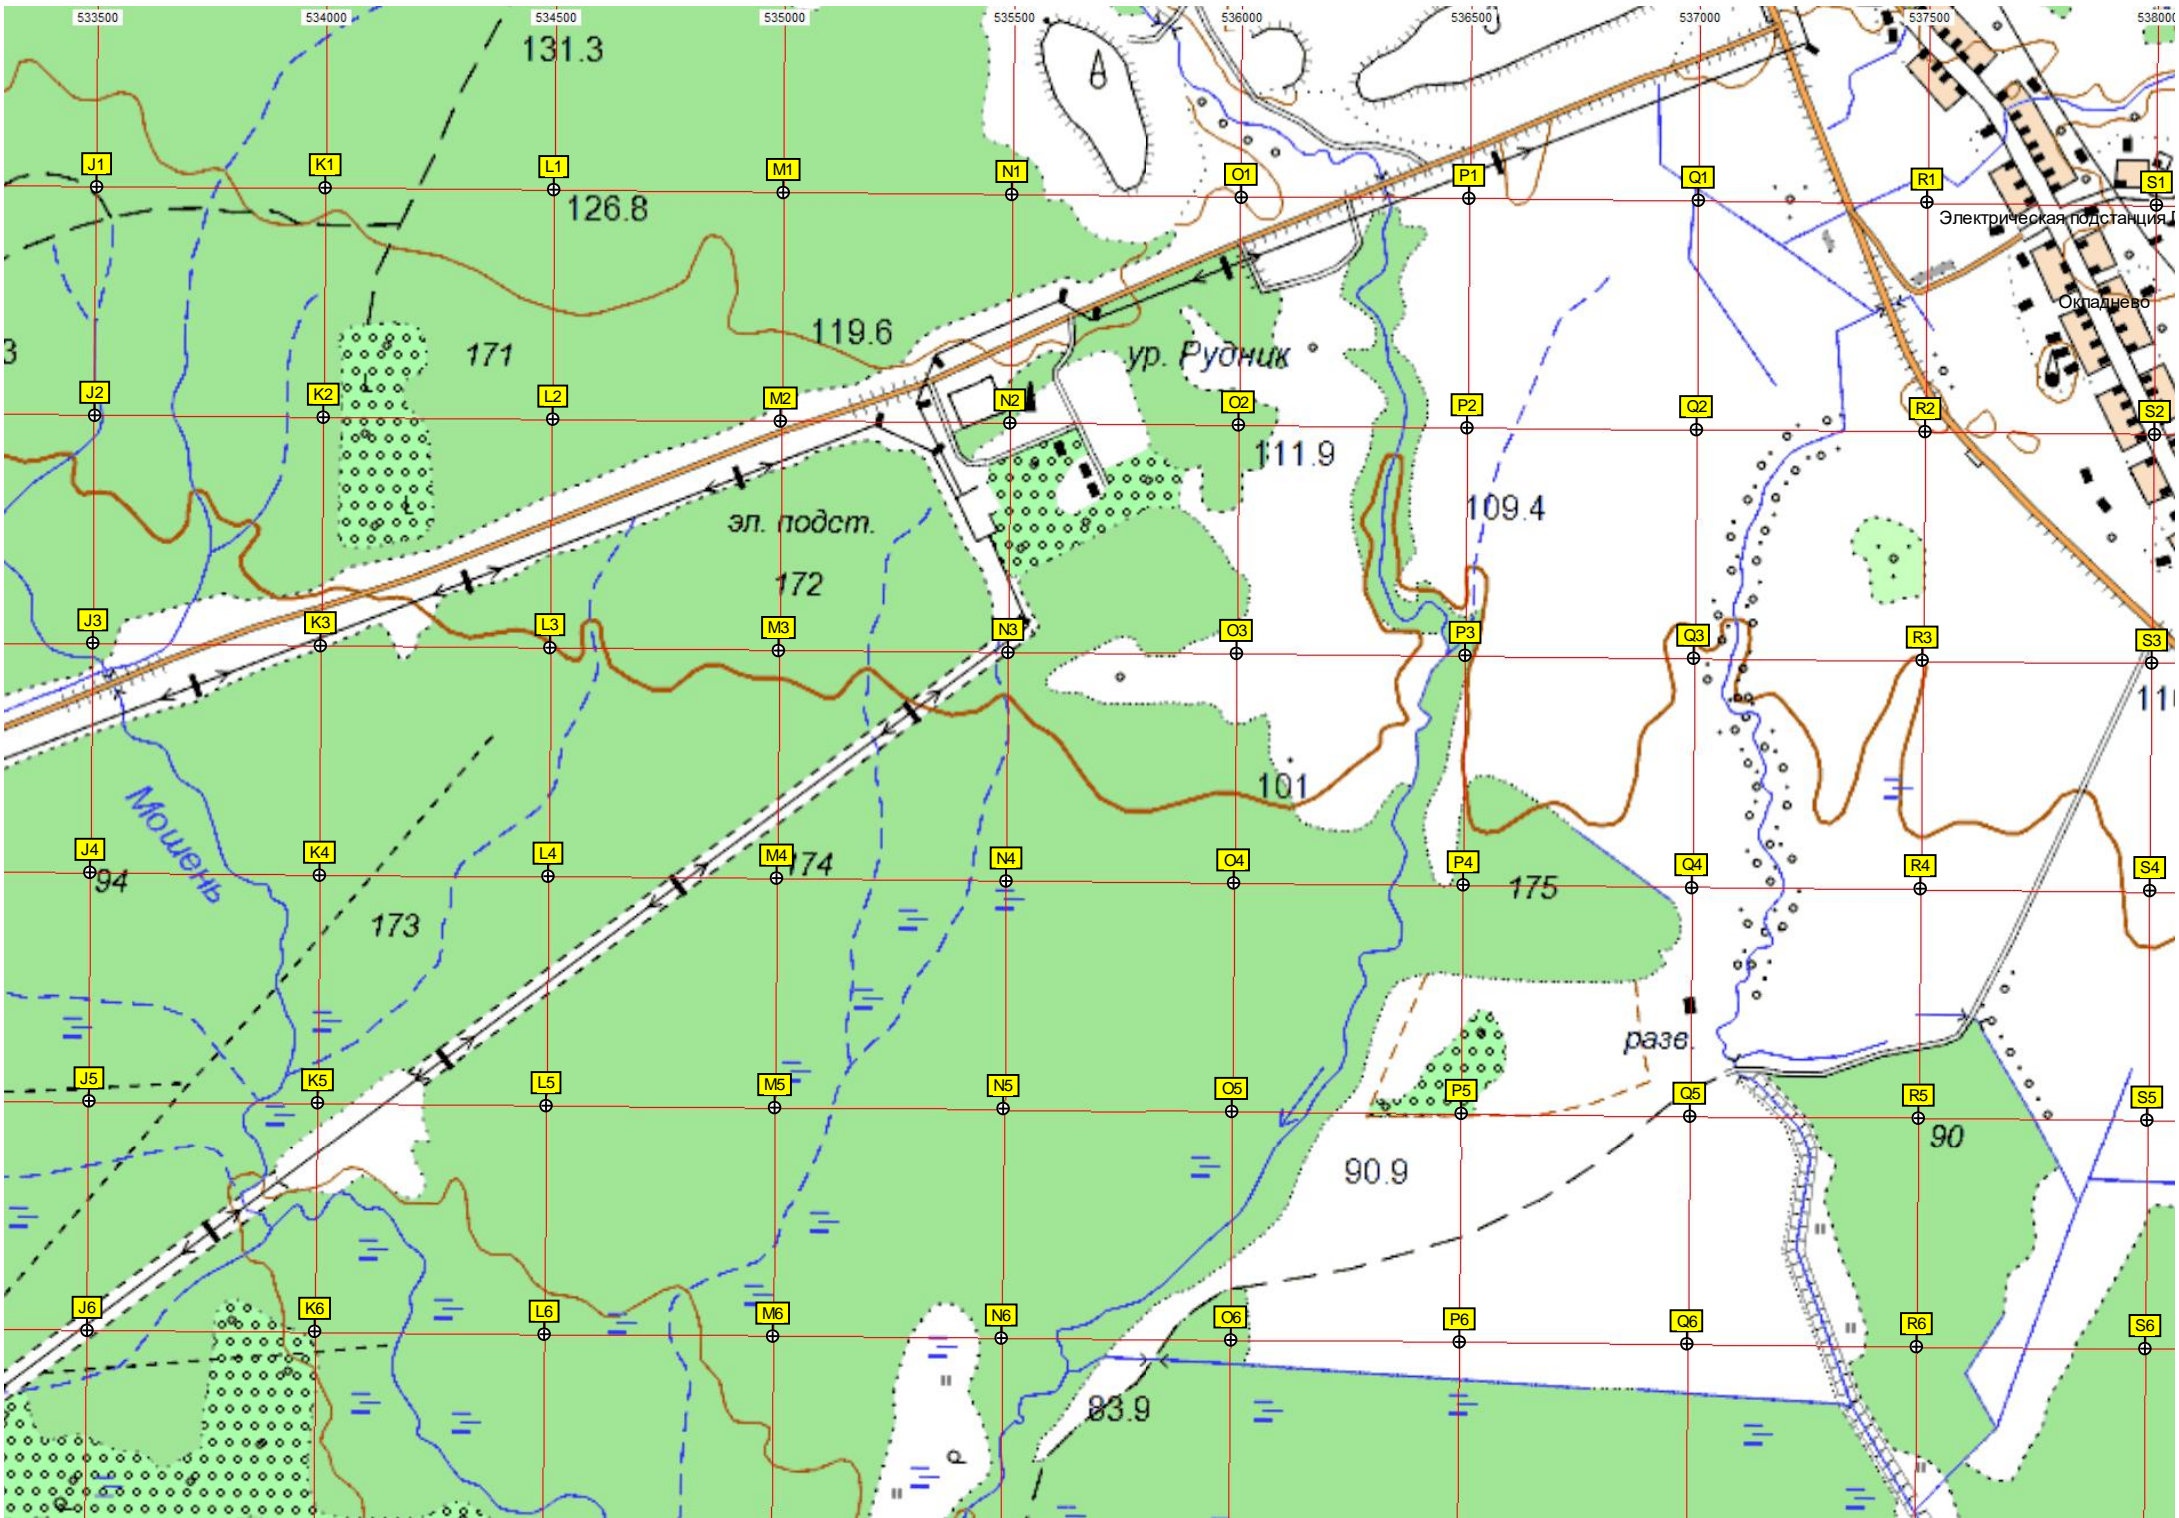 533500 534000 534500 535000 535500 536000 536500 537000 537500
131.3
J1 K1 L1 M1 N1 O1 P1 Q1 R1 S1
126.8
Электрическая подстанция
Окладнево
119.6
171
ур. Рудник
J2 K2 L2 M2 N2 O2 P2 Q2 R2 S2
111.9
109.4
эл. подст.
172
J3 K3 L3 M3 N3 O3 P3 Q3 R3 S3
101
Мошень
J4 K4 L4 M4 N4 O4 P4 Q4 R4 S4
94
174
175
173
разв.
J5 K5 L5 M5 N5 O5 P5 Q5 R5 S5
90
90.9
J6 K6 L6 M6 N6 O6 P6 Q6 R6 S6
83.9